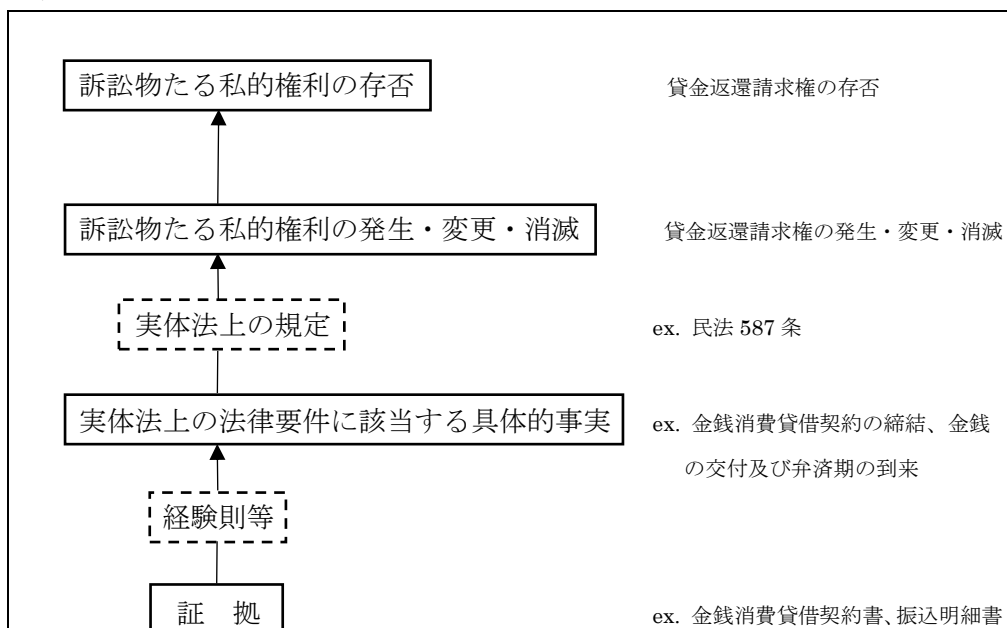 訴訟物たる私的権利の存否 貸金返還請求権の存否
訴訟物たる私的権利の発生・変更・消滅 貸金返還請求権の発生・変更・消滅
実体法上の規定 ex. 民法 587 条
実体法上の法律要件に該当する具体的事実 ex. 金銭消費貸借契約の締結、金銭
の交付及び弁済期の到来
経験則等
証 拠 ex. 金銭消費貸借契約書、振込明細書